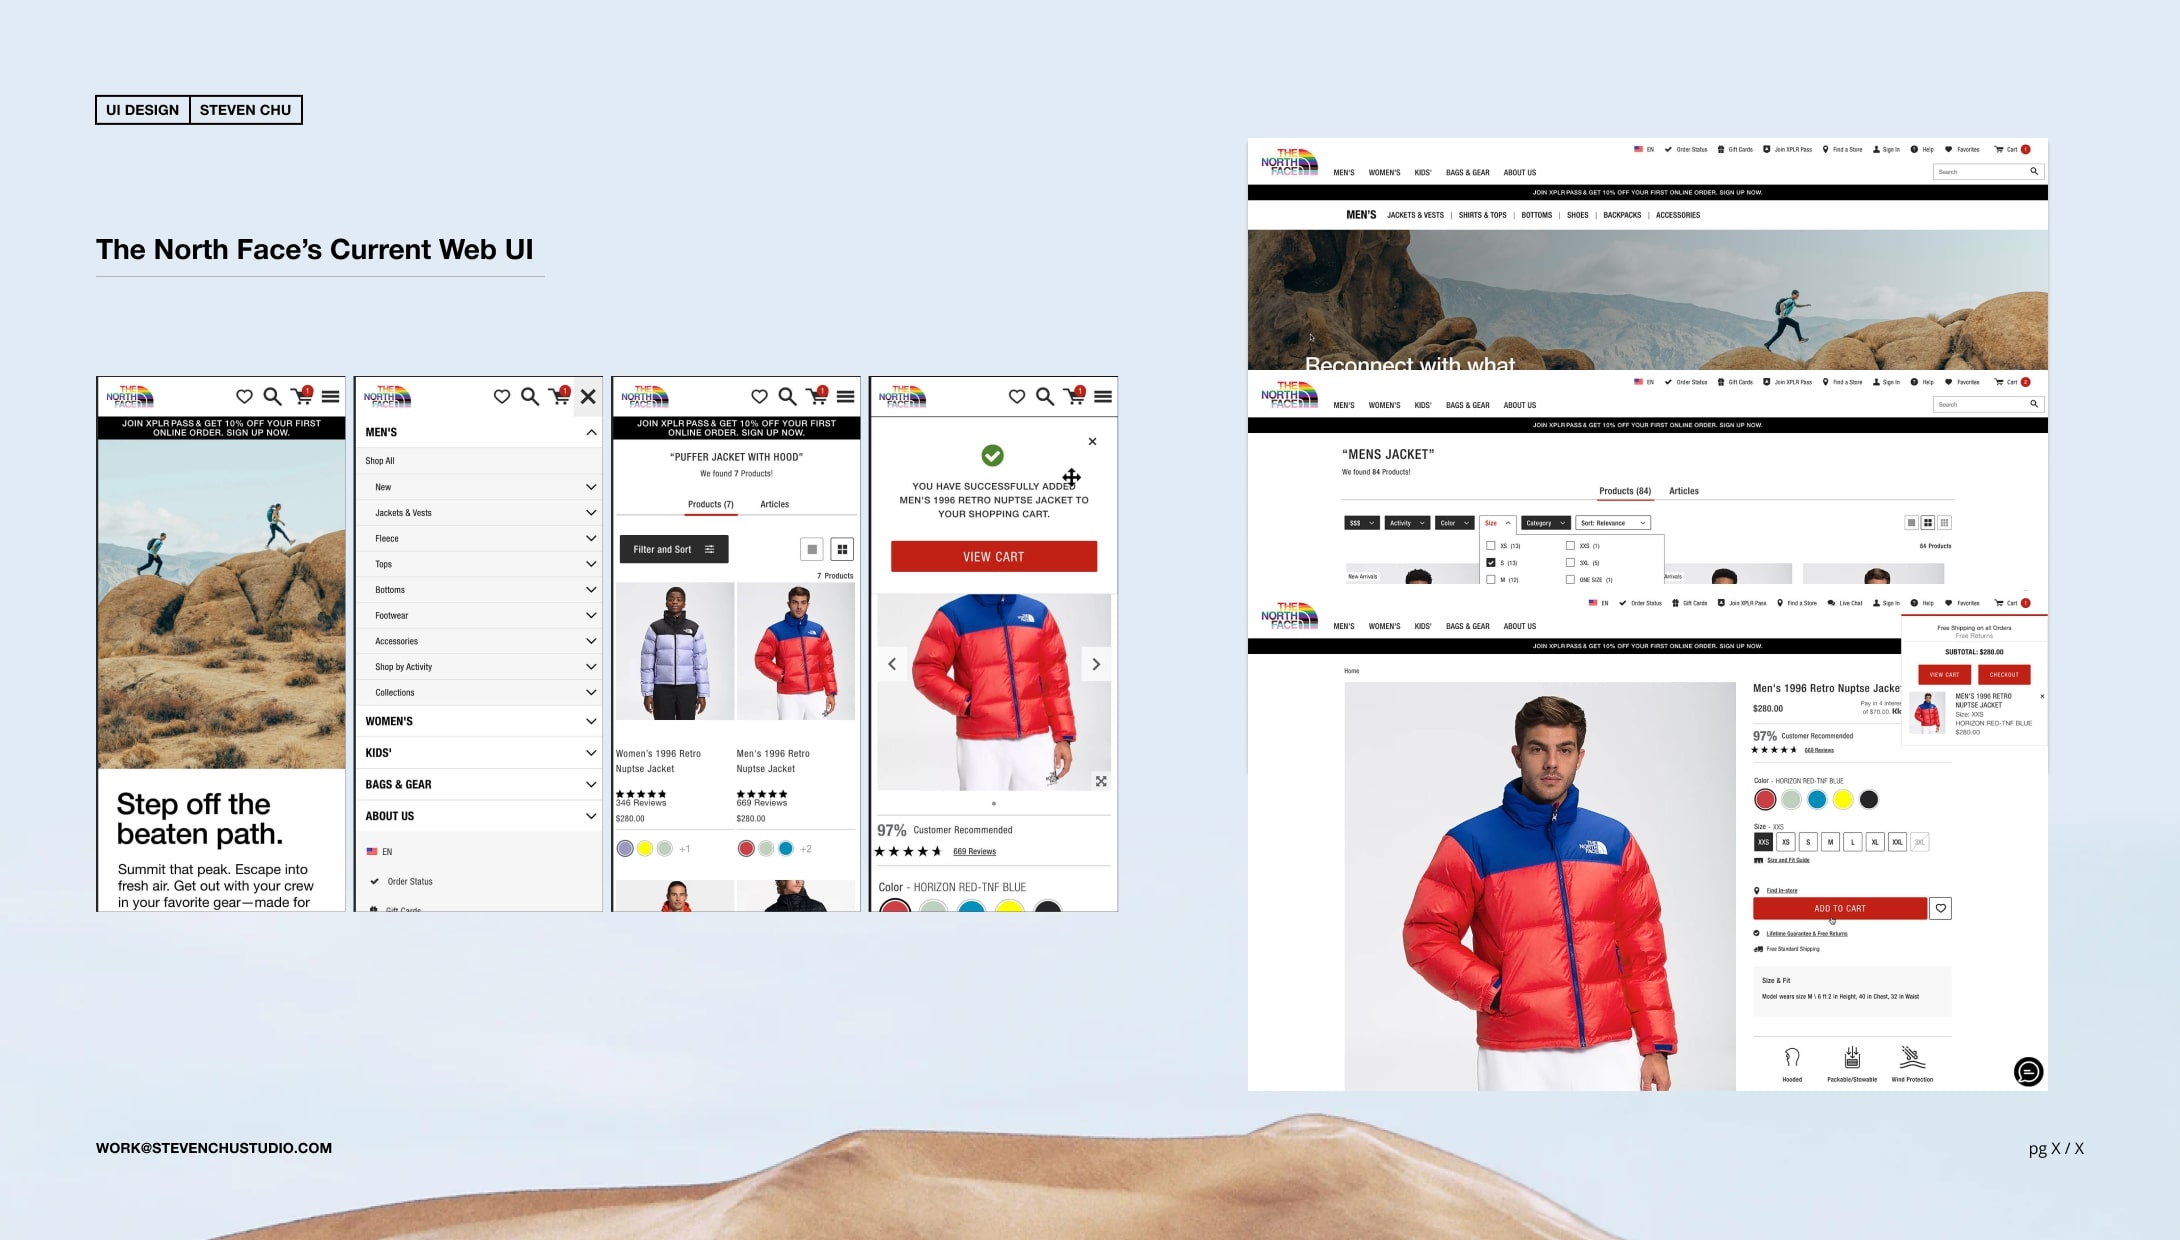 UI DESIGN STEVEN CHU
The North Face’s Current Web UI
THE
NORTH
FACE
1
JOIN XPLR PASS & GET 10% OFF YOUR FIRST
ONLINE ORDER. SIGN UP NOW.
Step off the
beaten path.
Summit that peak. Escape into
fresh air. Get out with your crew
in your favorite gear—made for
THE
NORTH
FACE
1
MEN'S
Shop All
New
Jackets & Vests
Fleece
Tops
Bottoms
Footwear
Accessories
Shop by Activity
Collections
WOMEN'S
KIDS'
BAGS & GEAR
ABOUT US
EN
Order Status
Gift Cards
THE
NORTH
FACE
1
JOIN XPLR PASS & GET 10% OFF YOUR FIRST
ONLINE ORDER. SIGN UP NOW.
“PUFFER JACKET WITH HOOD”
We found 7 Products!
Products (7) Articles
Filter and Sort
7 Products
Women's 1996 Retro
Nuptse Jacket
346 Reviews
$280.00
+1
Men's 1996 Retro
Nuptse Jacket
669 Reviews
$280.00
+2
THE
NORTH
FACE
1
YOU HAVE SUCCESSFULLY ADDED
MEN'S 1996 RETRO NUPTSE JACKET TO
YOUR SHOPPING CART.
VIEW CART
97% Customer Recommended
669 Reviews
Color - HORIZON RED-TNF BLUE
THE
NORTH
FACE
EN Order Status Gift Cards Join XPLR Pass Find a Store Sign In Help Favorites Cart 1
MEN'S WOMEN'S KIDS' BAGS & GEAR ABOUT US
Search
JOIN XPLR PASS & GET 10% OFF YOUR FIRST ONLINE ORDER. SIGN UP NOW.
MEN'S JACKETS & VESTS | SHIRTS & TOPS | BOTTOMS | SHOES | BACKPACKS | ACCESSORIES
Reconnect with what
THE
NORTH
FACE
EN Order Status Gift Cards Join XPLR Pass Find a Store Sign In Help Favorites Cart 2
MEN'S WOMEN'S KIDS' BAGS & GEAR ABOUT US
Search
JOIN XPLR PASS & GET 10% OFF YOUR FIRST ONLINE ORDER. SIGN UP NOW.
“MENS JACKET”
We found 84 Products!
Products (84) Articles
$$$ Activity Color Size Category Sort: Relevance
84 Products
XS (13) XXS (1)
S (13) 3XL (5)
M (12) ONE SIZE (1)
New Arrivals
THE
NORTH
FACE
EN Order Status Gift Cards Join XPLR Pass Find a Store Live Chat Sign In Help Favorites Cart 1
MEN'S WOMEN'S KIDS' BAGS & GEAR ABOUT US
JOIN XPLR PASS & GET 10% OFF YOUR FIRST ONLINE ORDER. SIGN UP NOW.
Free Shipping on all Orders
Free Returns
SUBTOTAL: $280.00
VIEW CART CHECKOUT
MEN'S 1996 RETRO
NUPTSE JACKET
Size: XXS
HORIZON RED-TNF BLUE
$280.00
Home
Men's 1996 Retro Nuptse Jacke
$280.00
Pay in 4 interes
of $70.00.
97% Customer Recommended
669 Reviews
Color - HORIZON RED-TNF BLUE
Size - XXS
XXS XS S M L XL XXL 3XL
Size and Fit Guide
Find In-store
ADD TO CART
Lifetime Guarantee & Free Returns
Free Standard Shipping
Size & Fit
Model wears size M \ 6 ft 2 in Height, 40 in Chest, 32 in Waist
Hooded Packable/Stowable Wind Protection
WORK@STEVENCHUSTUDIO.COM
pg X / X